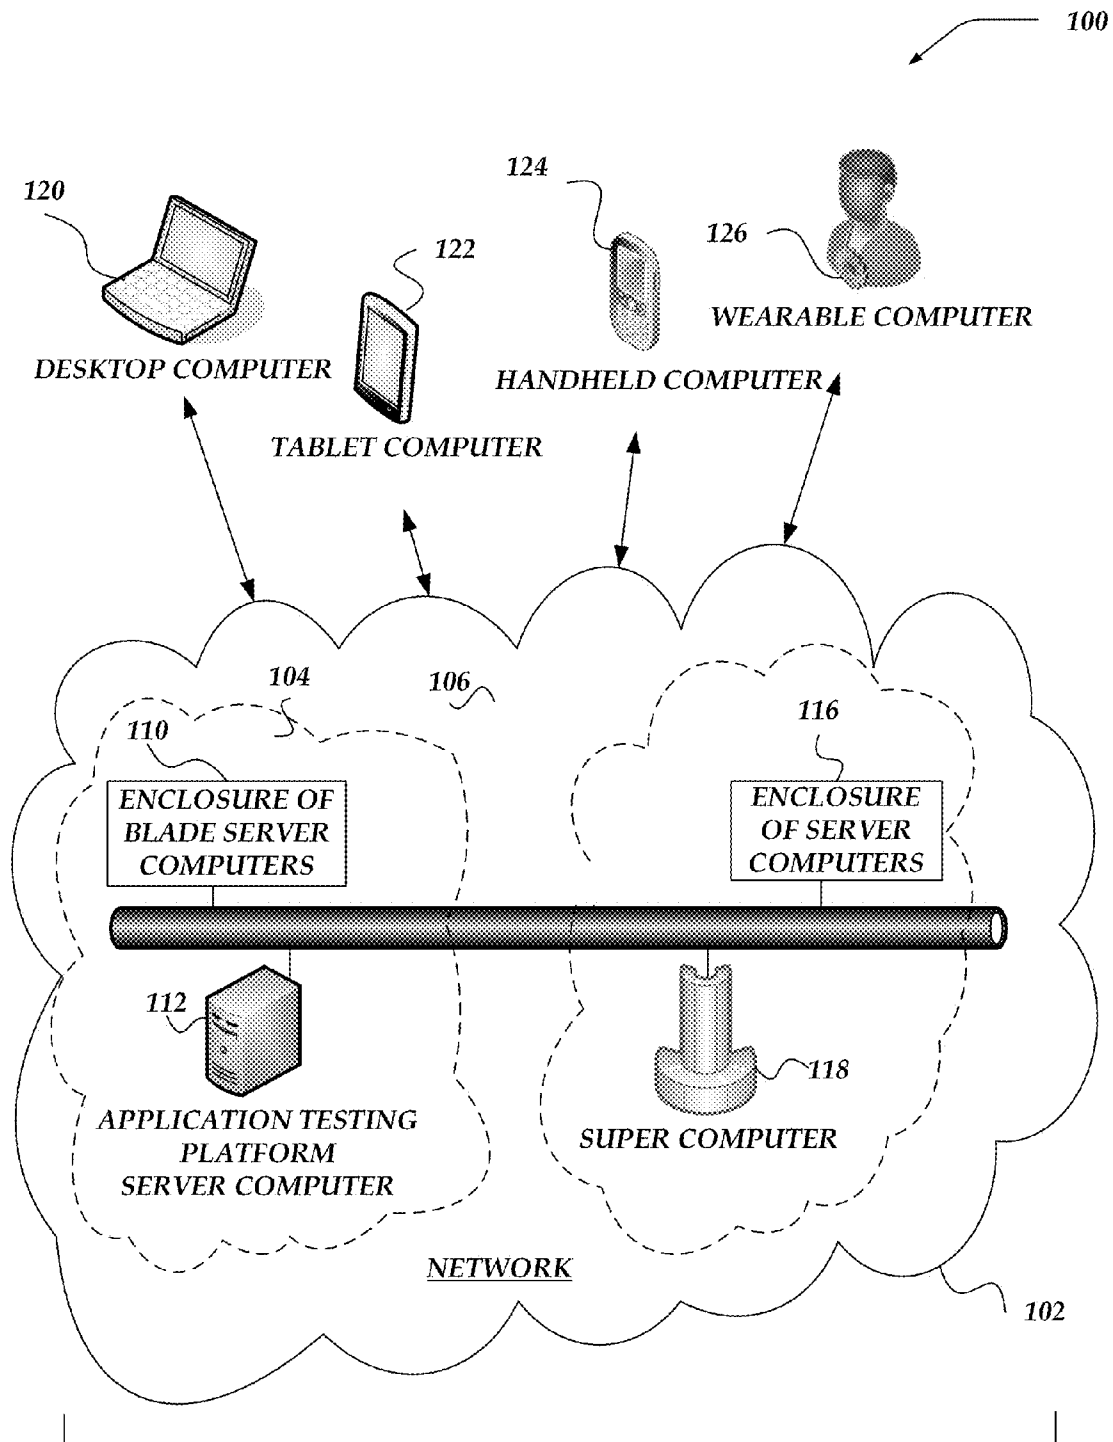 100
120
124
126
122
WEARABLE COMPUTER
DESKTOP COMPUTER
HANDHELD COMPUTER
TABLET COMPUTER
104
106
110
116
ENCLOSURE OF
BLADE SERVER
COMPUTERS
ENCLOSURE
OF SERVER
COMPUTERS
112
118
APPLICATION TESTING
PLATFORM
SERVER COMPUTER
SUPER COMPUTER
NETWORK
102